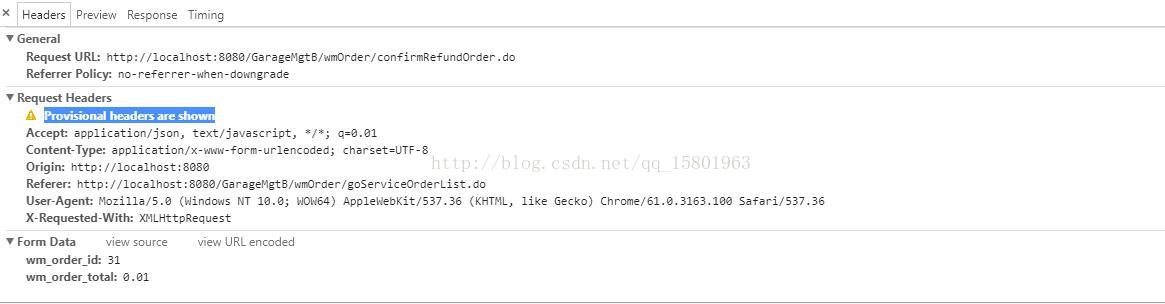 × Headers Preview Response Timing
▼ General
Request URL: http://localhost:8080/GarageMgtB/wmOrder/confirmRefundOrder.do
Referrer Policy: no-referrer-when-downgrade
▼ Request Headers
Provisional headers are shown
Accept: application/json, text/javascript, */*; q=0.01
Content-Type: application/x-www-form-urlencoded; charset=UTF-8
Origin: http://localhost:8080
http://blog.csdn.net/qq_15801963
Referer: http://localhost:8080/GarageMgtB/wmOrder/goServiceOrderList.do
User-Agent: Mozilla/5.0 (Windows NT 10.0; WOW64) AppleWebKit/537.36 (KHTML, like Gecko) Chrome/61.0.3163.100 Safari/537.36
X-Requested-With: XMLHttpRequest
▼ Form Data view source view URL encoded
wm_order_id: 31
wm_order_total: 0.01